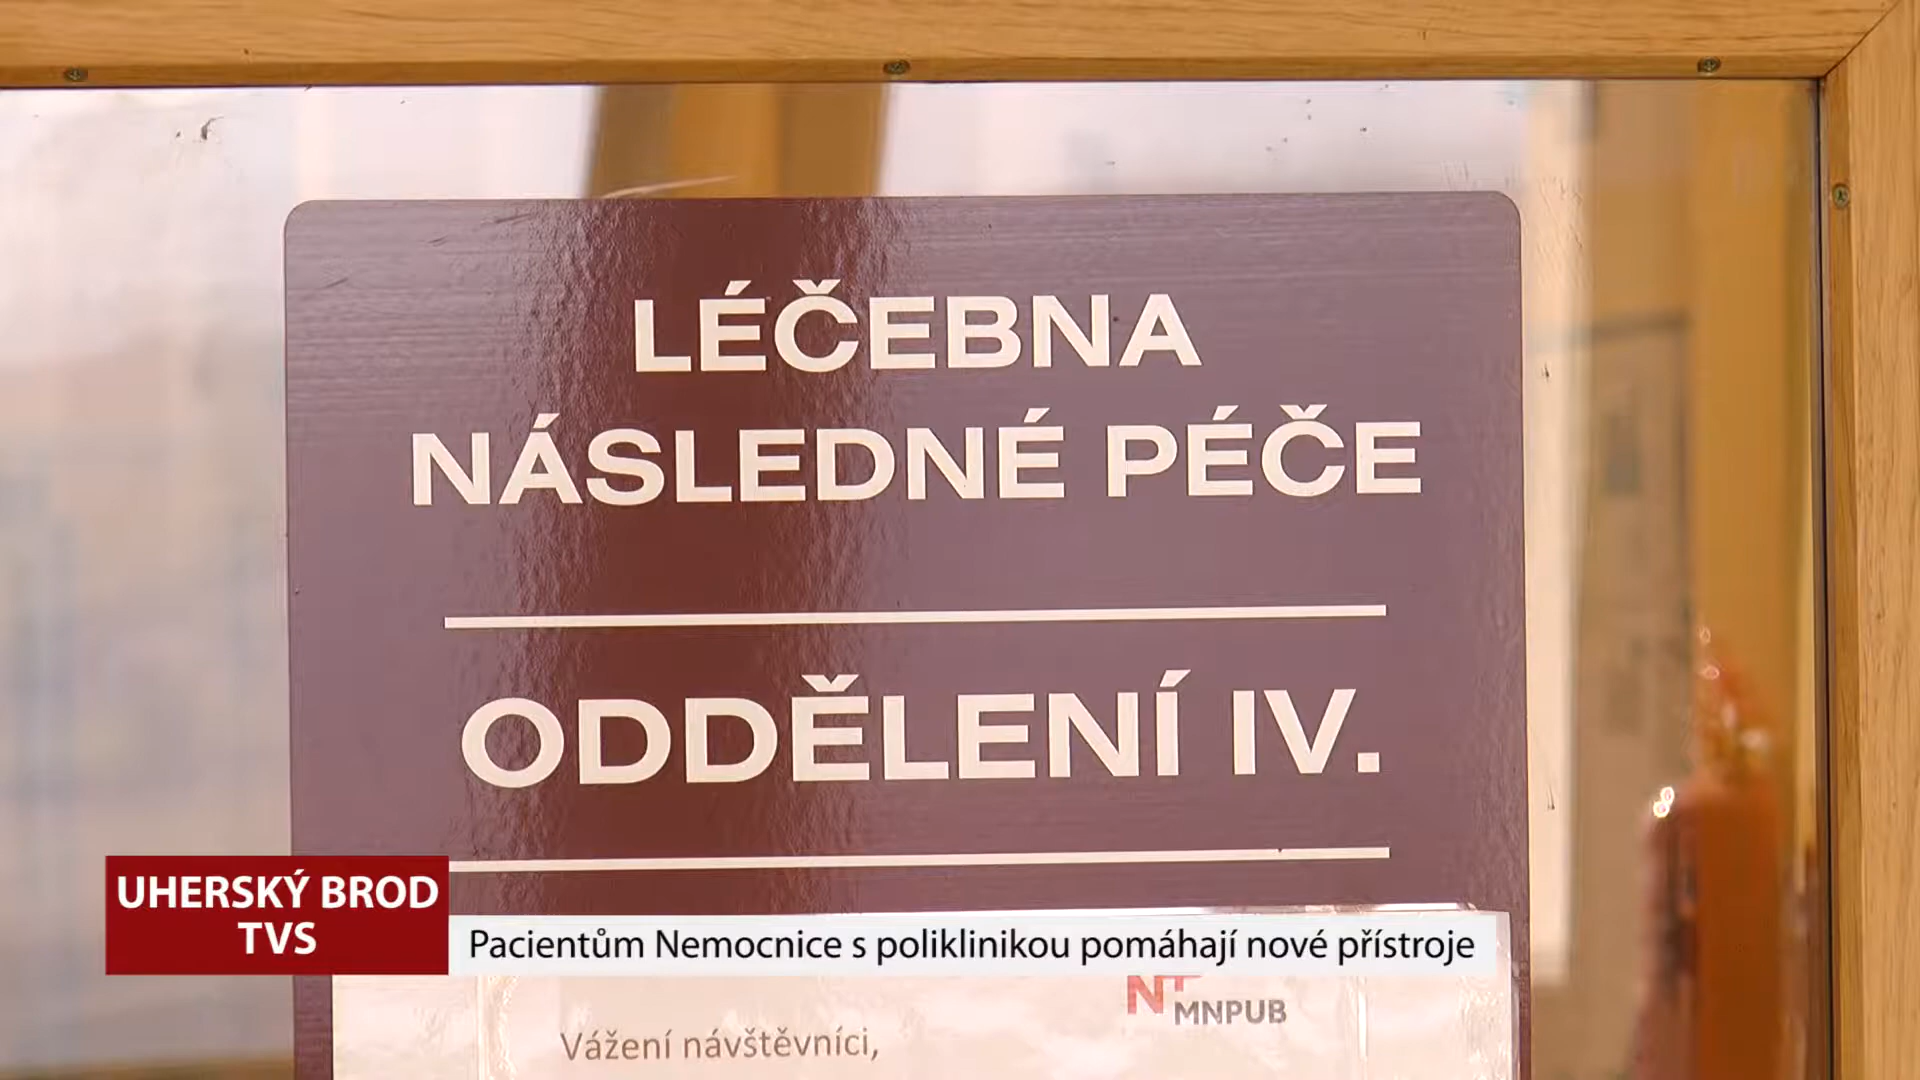 LÉČEBNA
NÁSLEDNÉ PÉČE
ODDĚLENÍ IV.
UHERSKÝ BROD
TVS
Pacientům Nemocnice s poliklinikou pomáhají nové přístroje
N+
MNPUB
Vážení návštěvníci,